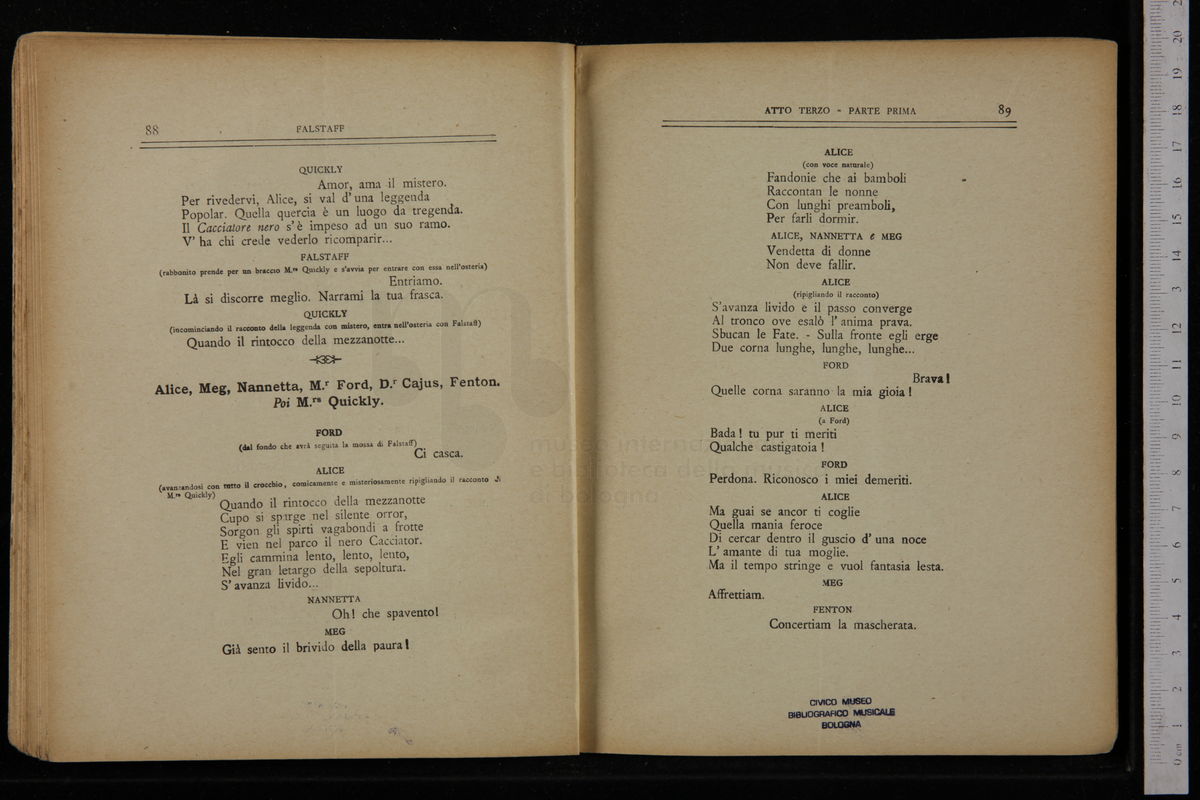 88
FALSTAFF
QUICKLY
Amor, ama il mistero.
Per rivedervi, Alice, si val d'una leggenda
Popolar. Quella quercia è un luogo da tregenda.
Il Cacciatore nero s'è impeso ad un suo ramo.
V' ha chi crede vederlo ricomparir...
FALSTAFF
(rabbonito prende per un braccio M.rs Quickly e s'avvia per entrare con essa nell'osteria)
Entriamo.
Là si discorre meglio. Narrami la tua frasca.
QUICKLY
(incominciando il racconto della leggenda con mistero, entra nell'osteria con Falstaff)
Quando il rintocco della mezzanotte...
Alice, Meg, Nannetta, M.r Ford, D.r Cajus, Fenton.
Poi M.rs Quickly.
FORD
(dal fondo che avrà seguita la mossa di Falstaff)
Ci casca.
ALICE
(avanzandosi con tutto il crocchio, comicamente e misteriosamente ripigliando il racconto di
M.rs Quickly)
Quando il rintocco della mezzanotte
Cupo si sparge nel silente orror,
Sorgon gli spirti vagabondi a frotte
E vien nel parco il nero Cacciator.
Egli cammina lento, lento, lento,
Nel gran letargo della sepoltura.
S' avanza livido...
NANNETTA
Oh! che spavento!
MEG
Già sento il brivido della paura!
ATTO TERZO - PARTE PRIMA
89
ALICE
(con voce naturale)
Fandonie che ai bamboli
Raccontan le nonne
Con lunghi preamboli,
Per farli dormir.
ALICE, NANNETTA e MEG
Vendetta di donne
Non deve fallir.
ALICE
(ripigliando il racconto)
S'avanza livido e il passo converge
Al tronco ove esalò l' anima prava.
Sbucan le Fate. - Sulla fronte egli erge
Due corna lunghe, lunghe, lunghe...
FORD
Brava!
Quelle corna saranno la mia gioia!
ALICE
(a Ford)
Bada! tu pur ti meriti
Qualche castigatoia!
FORD
Perdona. Riconosco i miei demeriti.
ALICE
Ma guai se ancor ti coglie
Quella mania feroce
Di cercar dentro il guscio d' una noce
L' amante di tua moglie.
Ma il tempo stringe e vuol fantasia lesta.
MEG
Affrettiam.
FENTON
Concertiam la mascherata.
CIVICO MUSEO
BIBLIOGRAFICO MUSICALE
BOLOGNA